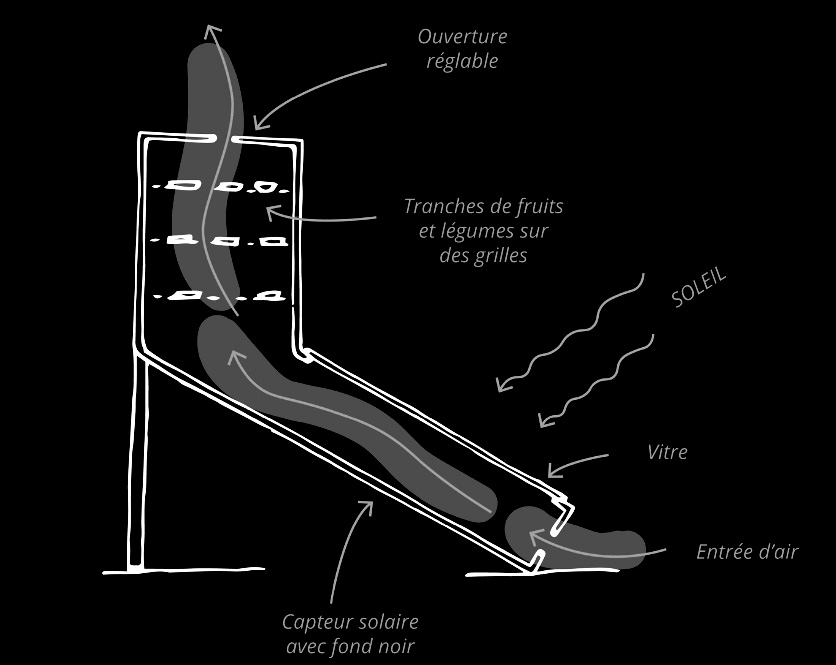 Ouverture
réglable
Tranches de fruits
et légumes sur
des grilles
SOLEIL
Vitre
Entrée d'air
Capteur solaire
avec fond noir